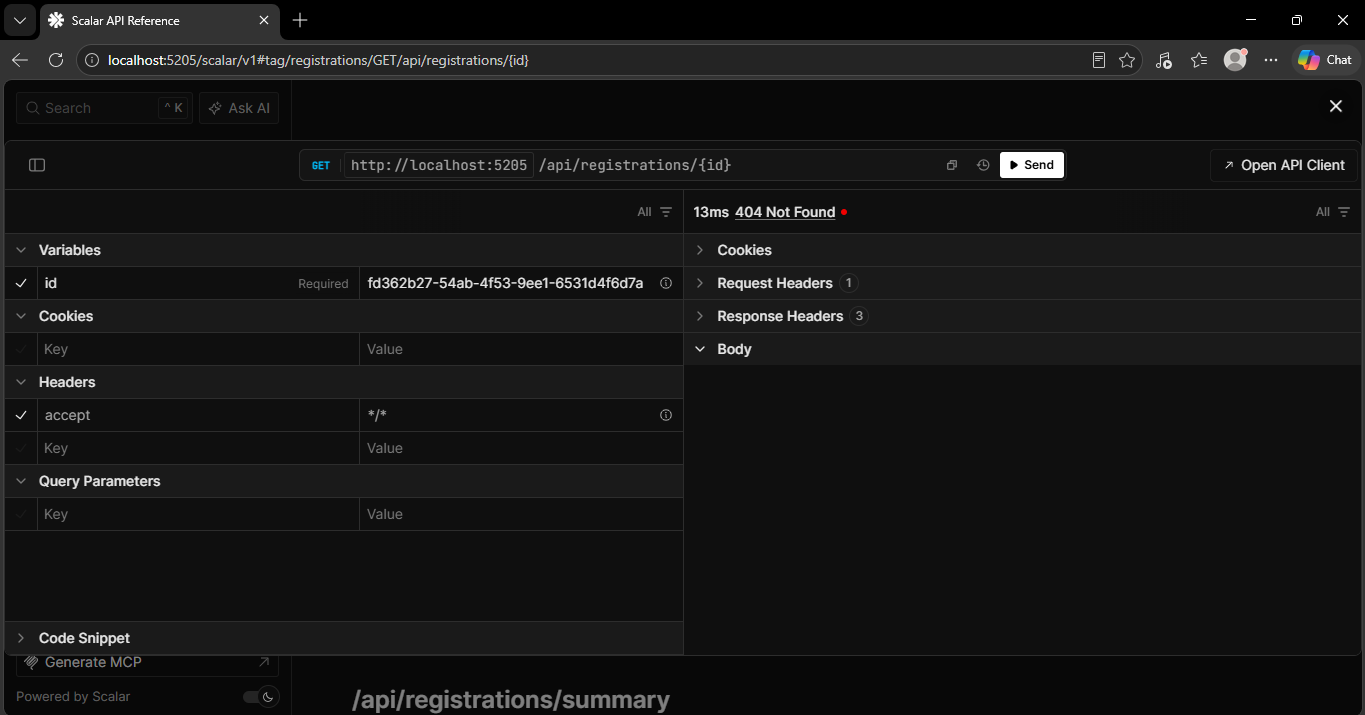 Scalar API Reference
localhost:5205/scalar/v1#tag/registrations/GET/api/registrations/{id}
Chat
Search ^ K Ask AI
GET http://localhost:5205 /api/registrations/{id} Send Open API Client
All
13ms 404 Not Found All
Variables
id Required fd362b27-54ab-4f53-9ee1-6531d4f6d7a
Cookies
Key Value
Headers
accept */*
Key Value
Query Parameters
Key Value
Code Snippet
Cookies
Request Headers 1
Response Headers 3
Body
Generate MCP
Powered by Scalar
/api/registrations/summary